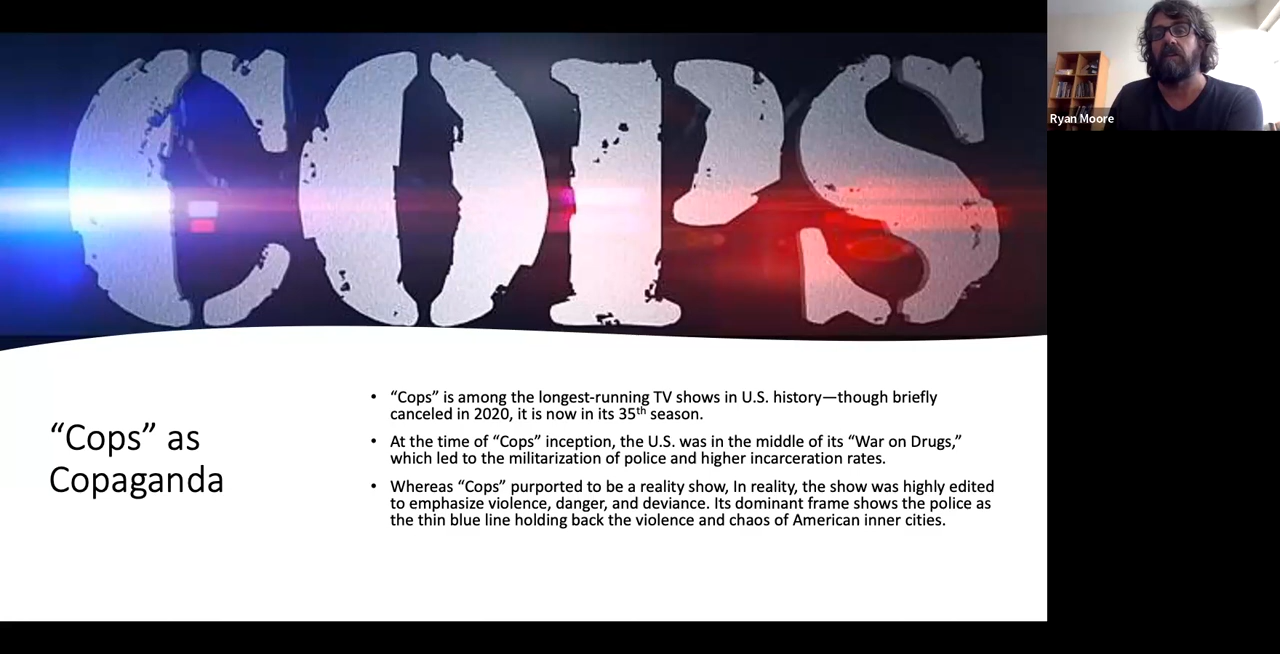 COPS
Ryan Moore
“Cops” as
Copaganda
• “Cops” is among the longest-running TV shows in U.S. history—though briefly
canceled in 2020, it is now in its 35th season.
• At the time of “Cops” inception, the U.S. was in the middle of its “War on Drugs,”
which led to the militarization of police and higher incarceration rates.
• Whereas “Cops” purported to be a reality show, In reality, the show was highly edited
to emphasize violence, danger, and deviance. Its dominant frame shows the police as
the thin blue line holding back the violence and chaos of American inner cities.